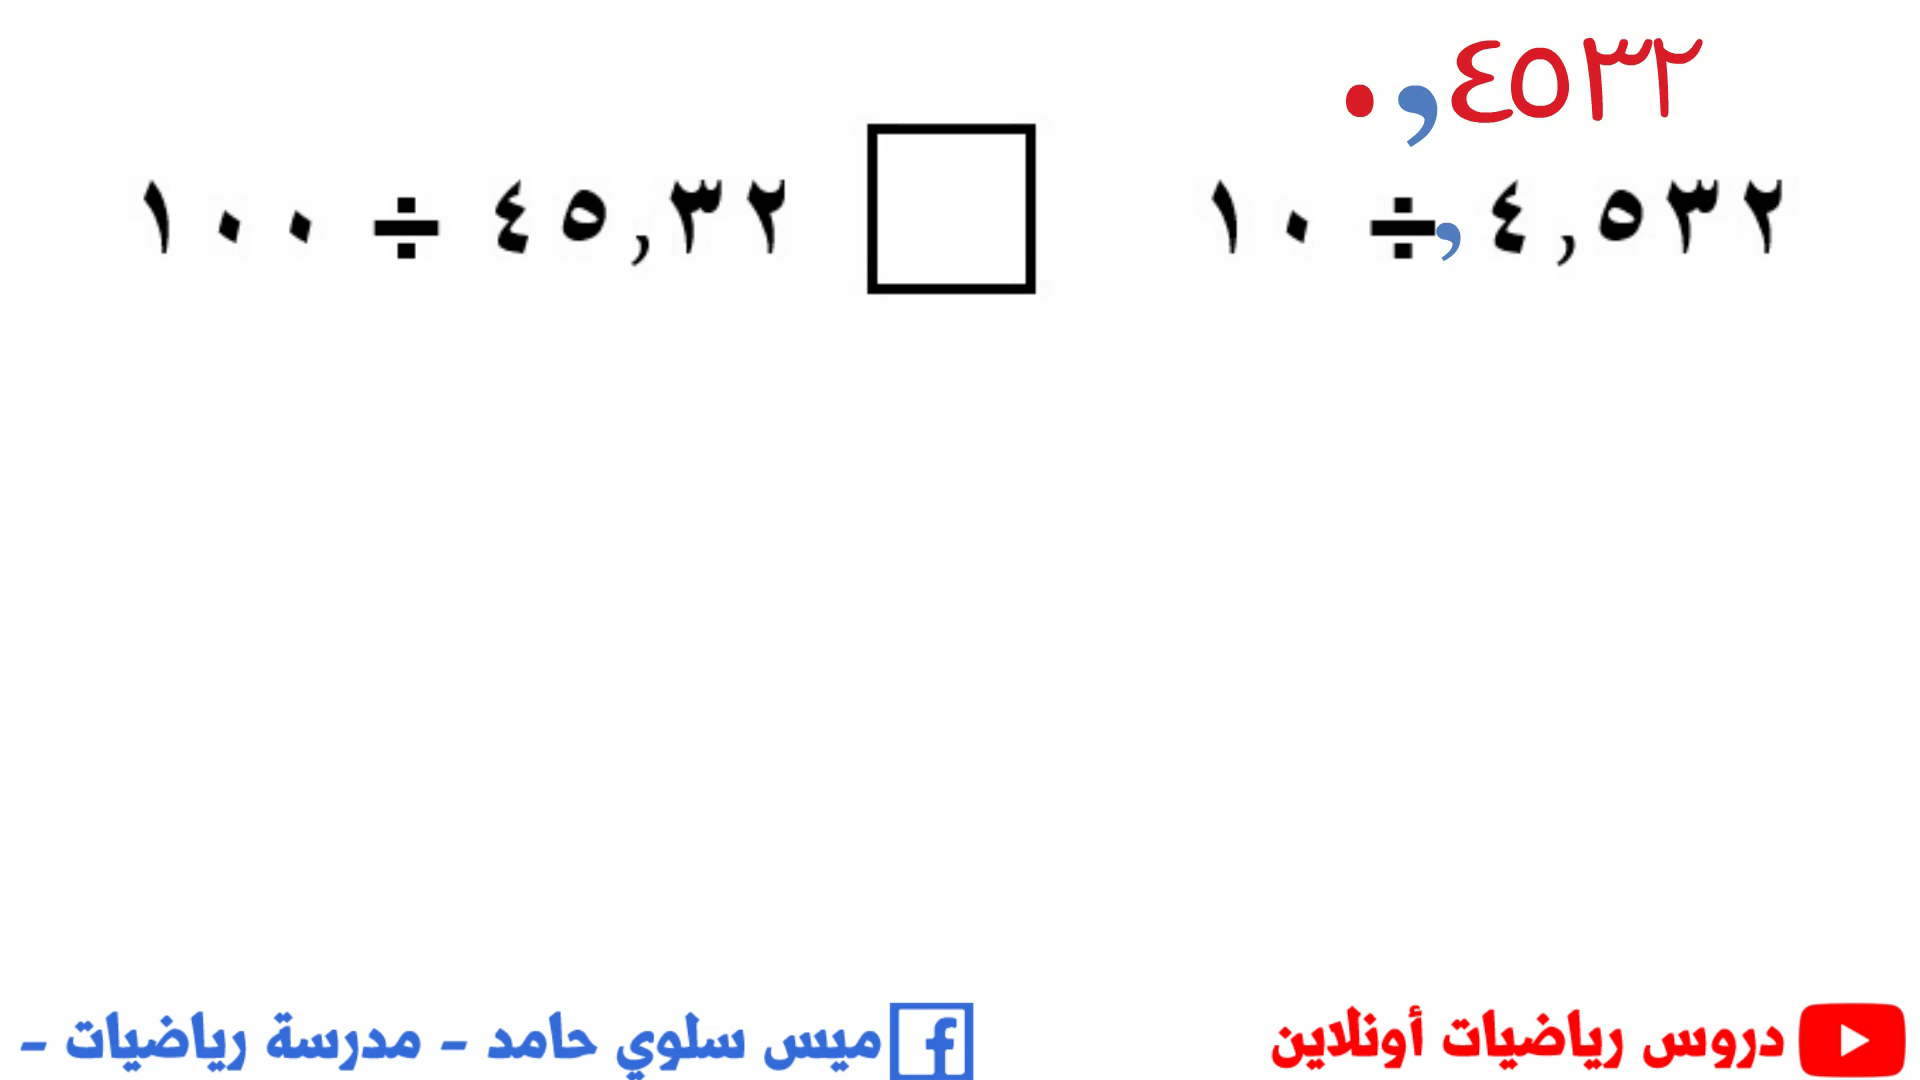 ٠,٤٥٣٢
٤,٥٣٢ ÷ ١٠ , □ ٤٥,٣٢ ÷ ١٠٠
دروس رياضيات أونلاين
ميس سلوي حامد - مدرسة رياضيات -